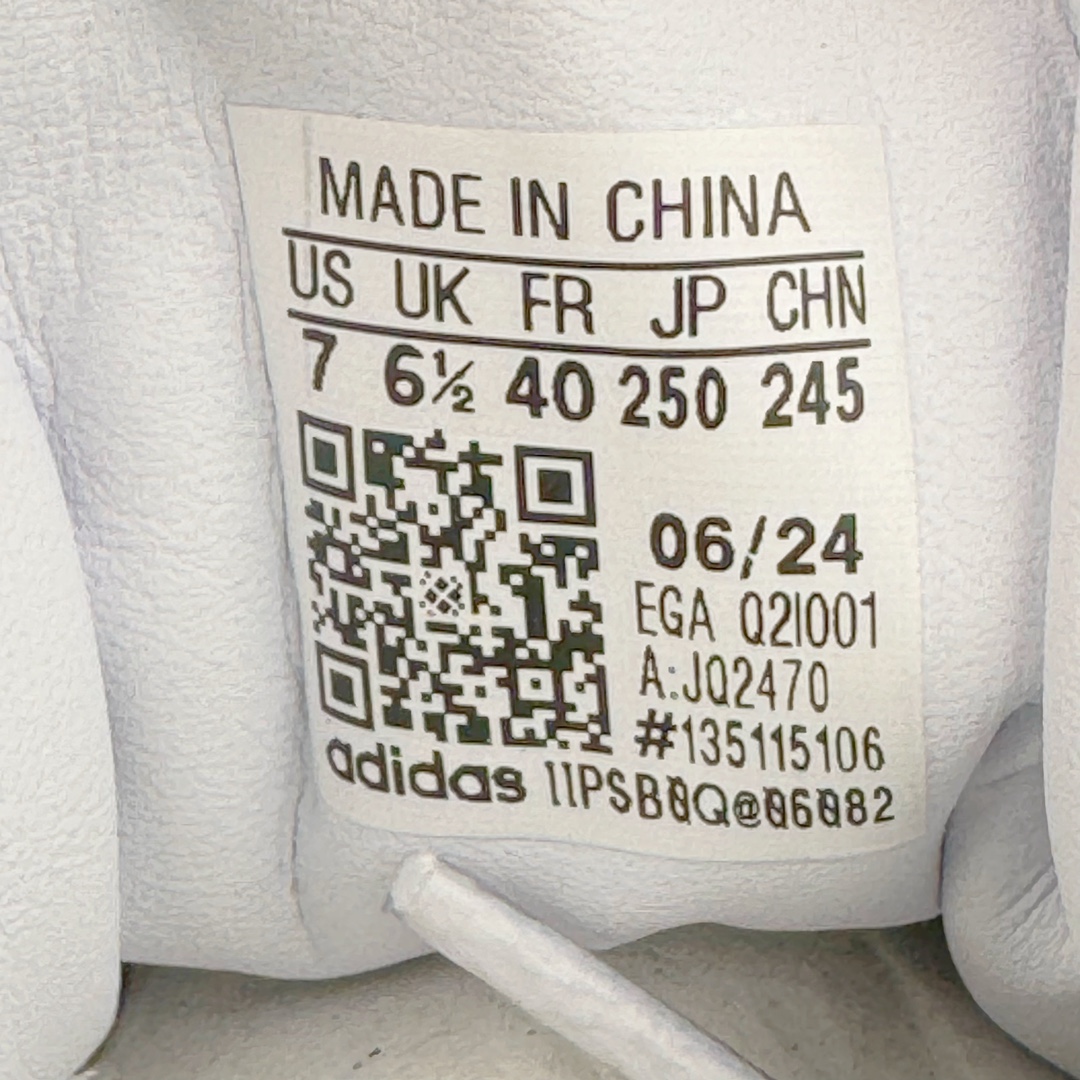 MADE IN CHINA
US UK FR JP CHN
7 6½ 40 250 245
06/24
EGA Q2I001
A:JQ2470
#135115106
adidas